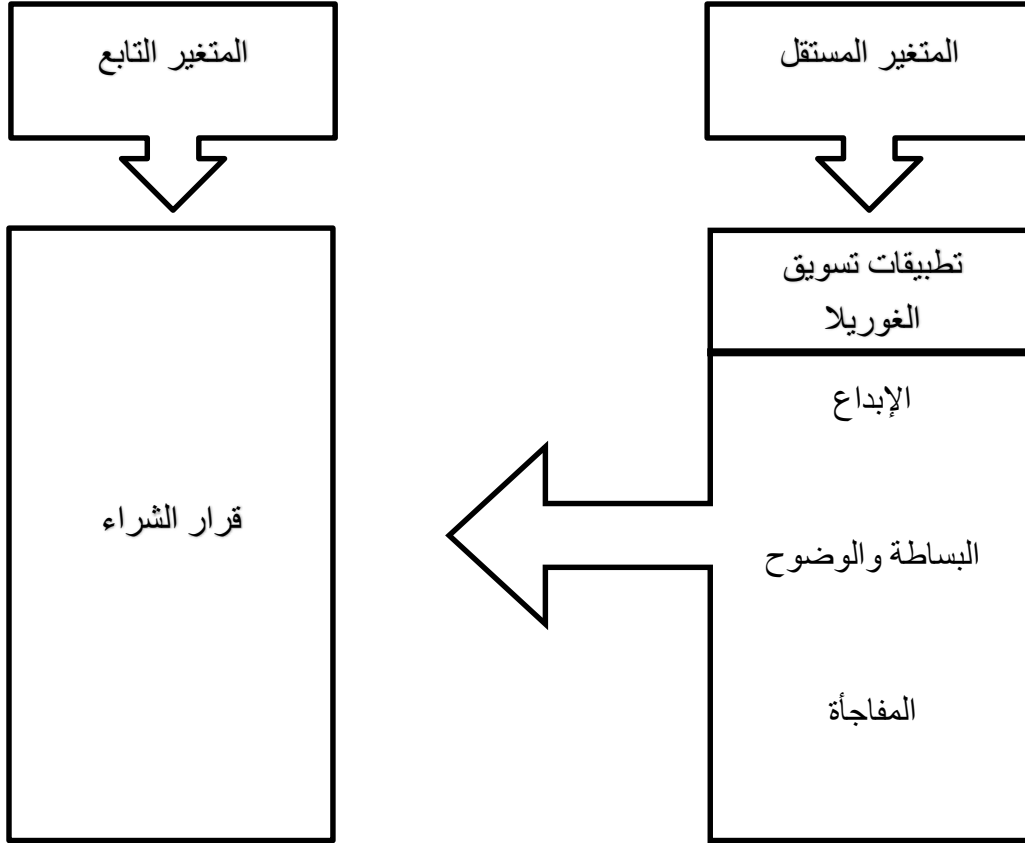 المتغير المستقل
المتغير التابع
تطبيقات تسويق
الغوريلا
الإبداع
البساطة والوضوح
المفاجأة
قرار الشراء